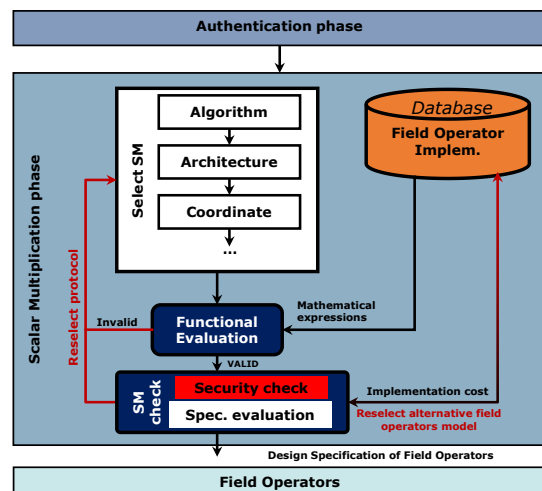 Authentication phase
Scalar Multiplication phase
Select SM
Algorithm
Architecture
Coordinate
...
Database
Field Operator
Implem.
Reselect protocol
Invalid
Functional
Evaluation
Mathematical
expressions
VALID
SM
check
Security check
Spec. evaluation
Implementation cost
Reselect alternative field
operators model
Design Specification of Field Operators
Field Operators